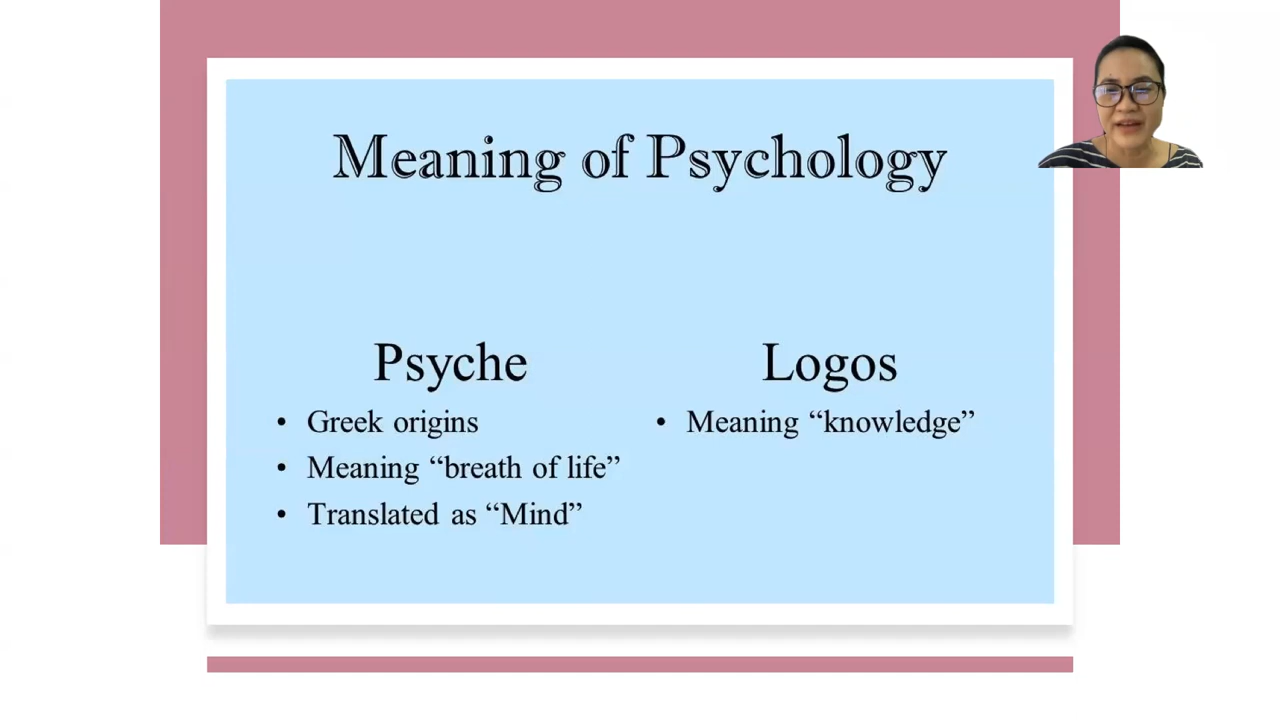 Meaning of Psychology
Psyche
• Greek origins
• Meaning “breath of life”
• Translated as “Mind”
Logos
• Meaning “knowledge”